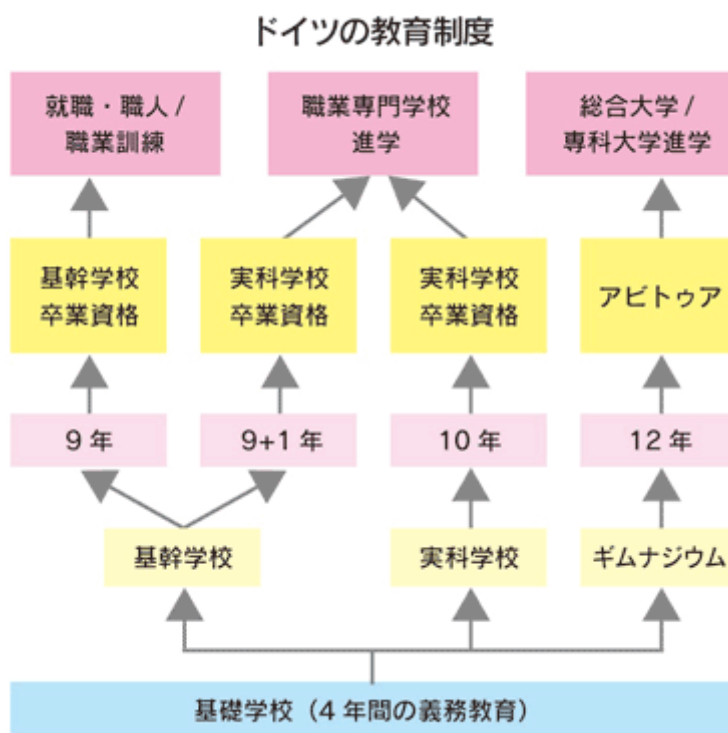 ドイツの教育制度
就職・職人 /
職業訓練
職業専門学校
進学
総合大学 /
専科大学進学
基幹学校
卒業資格
実科学校
卒業資格
実科学校
卒業資格
アビトゥア
9 年
9+1 年
10 年
12 年
基幹学校
実科学校
ギムナジウム
基礎学校（4 年間の義務教育）